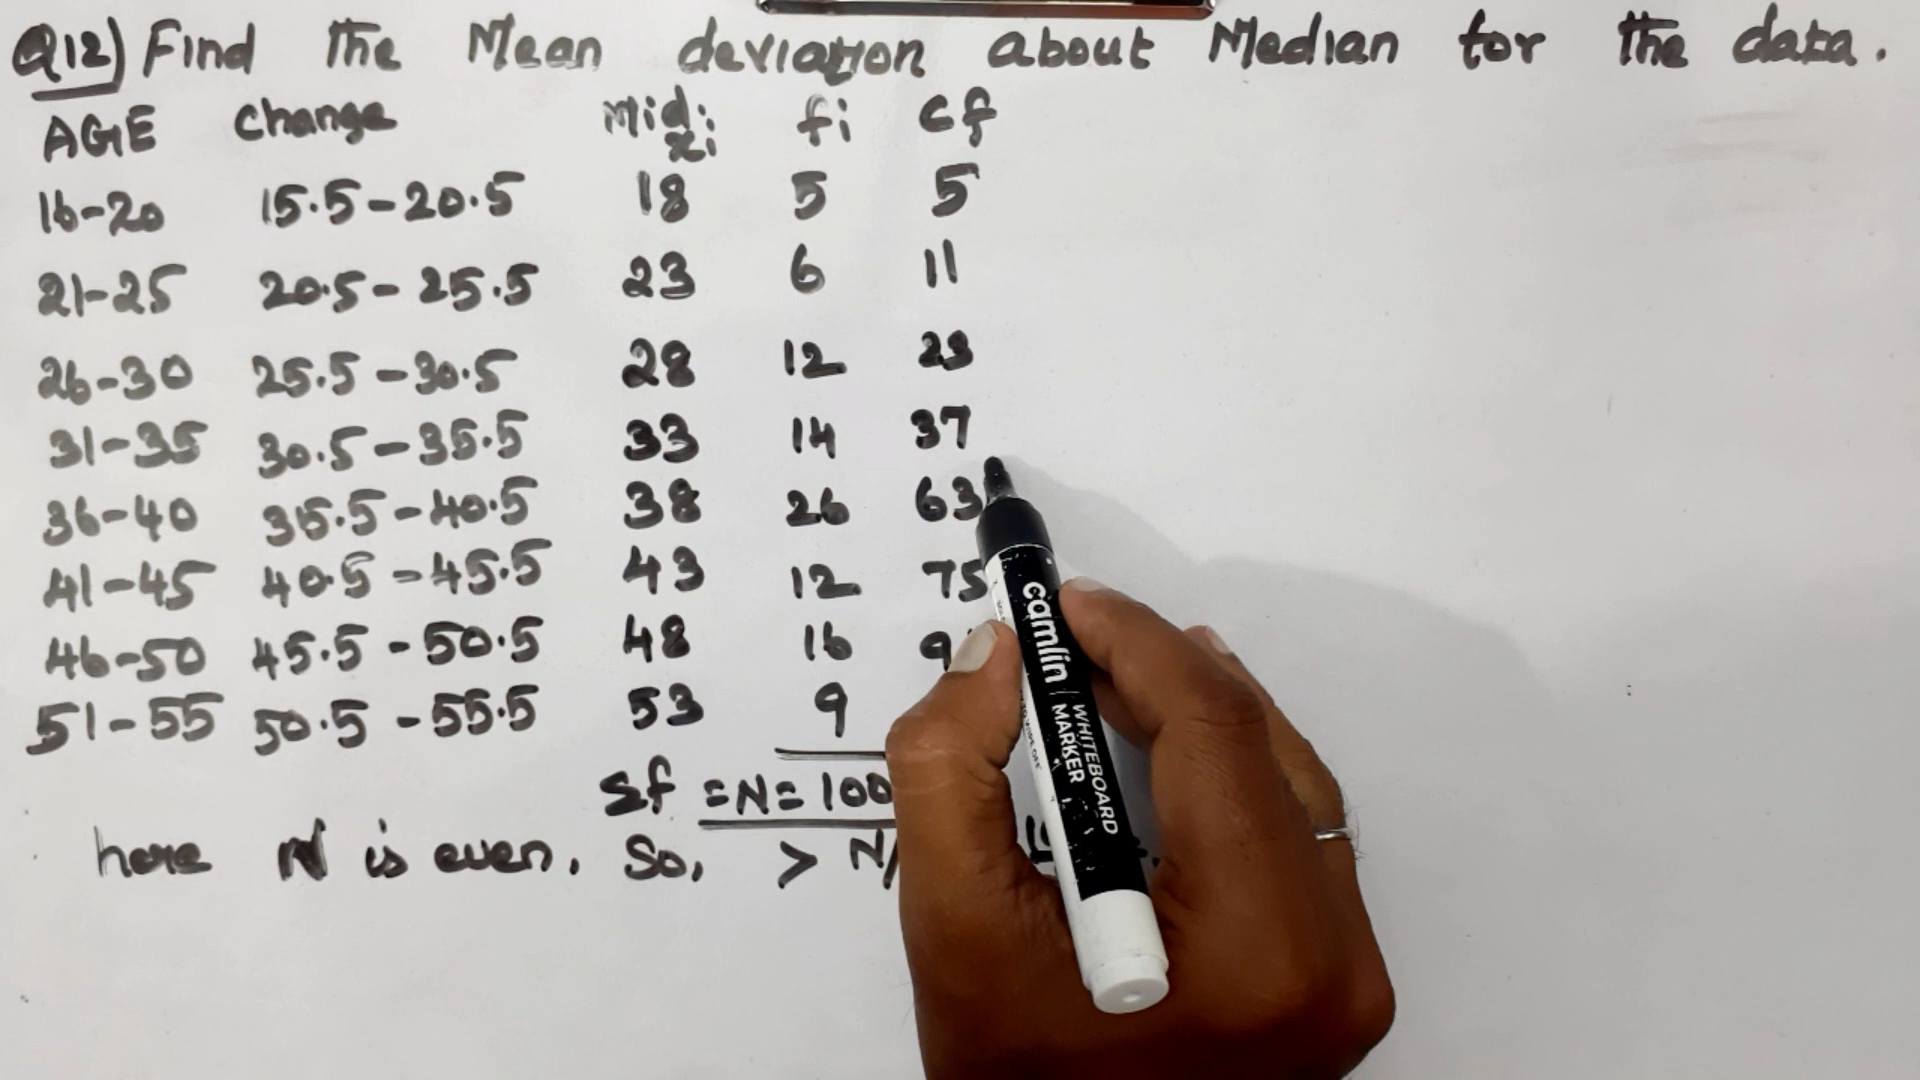 Q12) Find the Mean deviation about Median for the data.
AGE change Mid: xi fi cf
16-20 15.5-20.5 18 5 5
21-25 20.5-25.5 23 6 11
26-30 25.5-30.5 28 12 23
31-35 30.5-35.5 33 14 37
36-40 35.5-40.5 38 26 63
41-45 40.5-45.5 43 12 75
46-50 45.5-50.5 48 16 9
51-55 50.5-55.5 53 9
Σf =N=100
here N is even, So, > N/
camlin WHITEBOARD MARKER